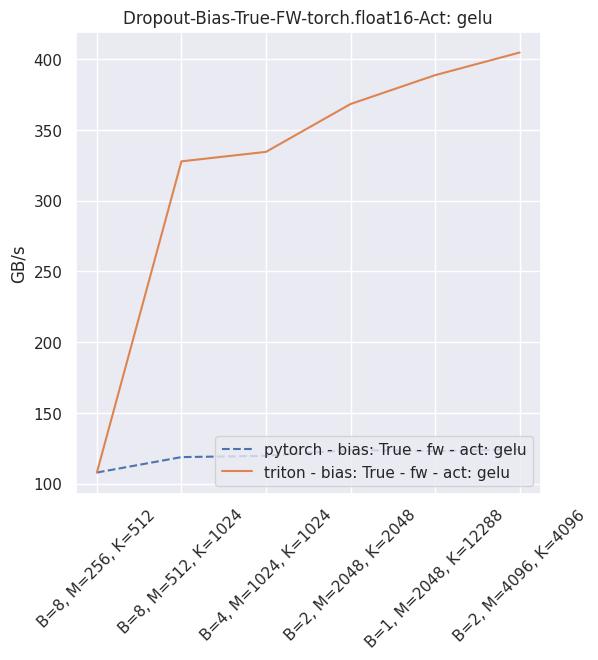 Dropout-Bias-True-FW-torch.float16-Act: gelu
GB/s
400
350
300
250
200
150
100
pytorch - bias: True - fw - act: gelu
triton - bias: True - fw - act: gelu
B=8, M=256, K=512
B=8, M=512, K=1024
B=4, M=1024, K=1024
B=2, M=2048, K=2048
B=1, M=2048, K=12288
B=2, M=4096, K=4096